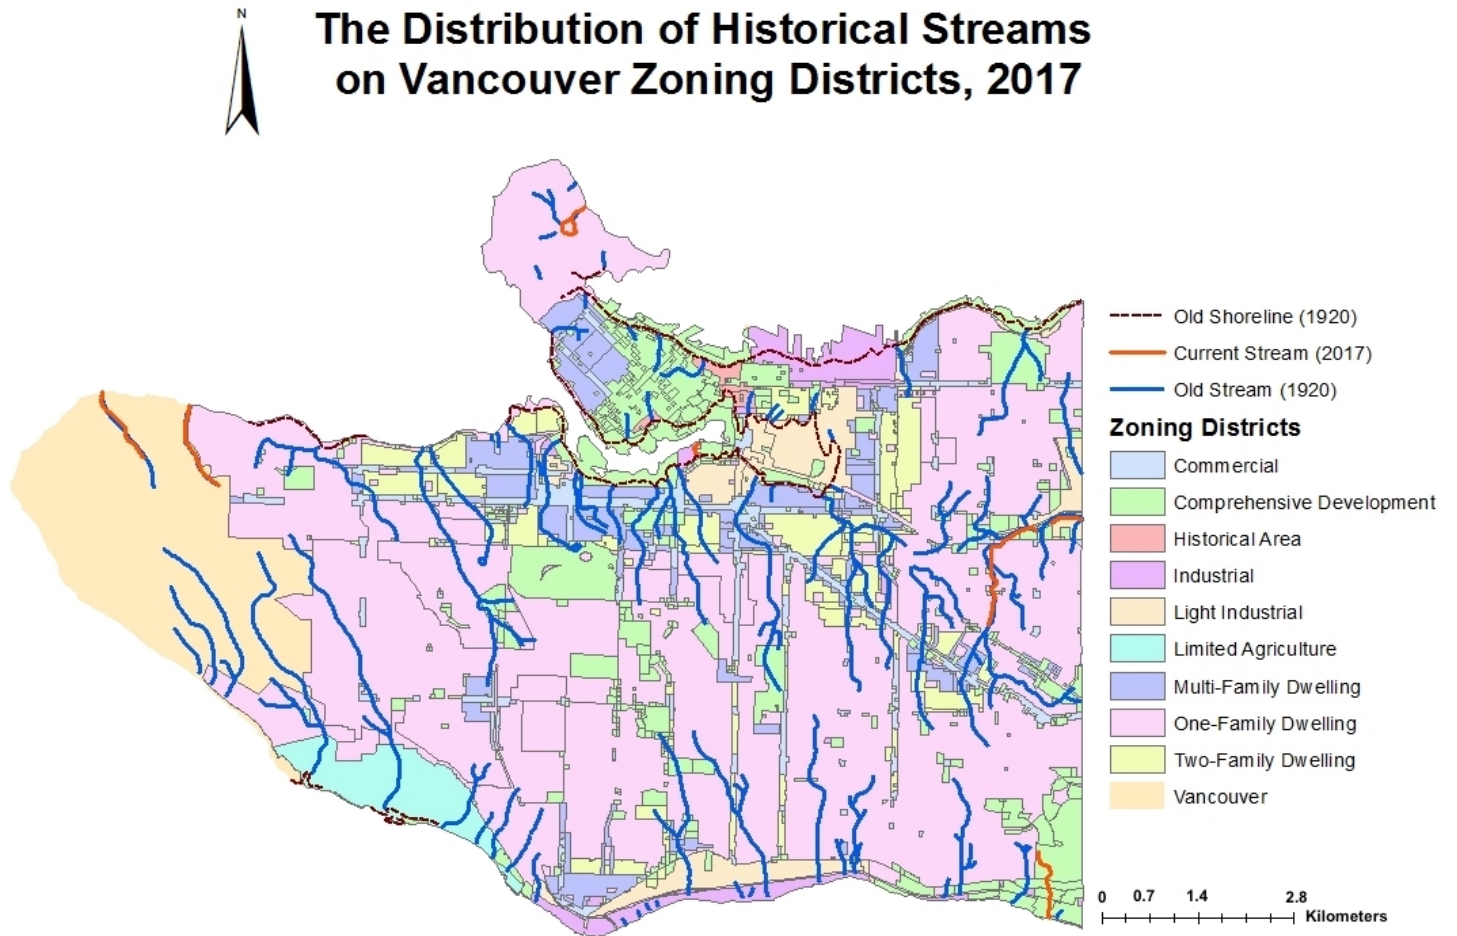 N
The Distribution of Historical Streams
on Vancouver Zoning Districts, 2017
Old Shoreline (1920)
Current Stream (2017)
Old Stream (1920)
Zoning Districts
Commercial
Comprehensive Development
Historical Area
Industrial
Light Industrial
Limited Agriculture
Multi-Family Dwelling
One-Family Dwelling
Two-Family Dwelling
Vancouver
0 0.7 1.4 2.8
Kilometers